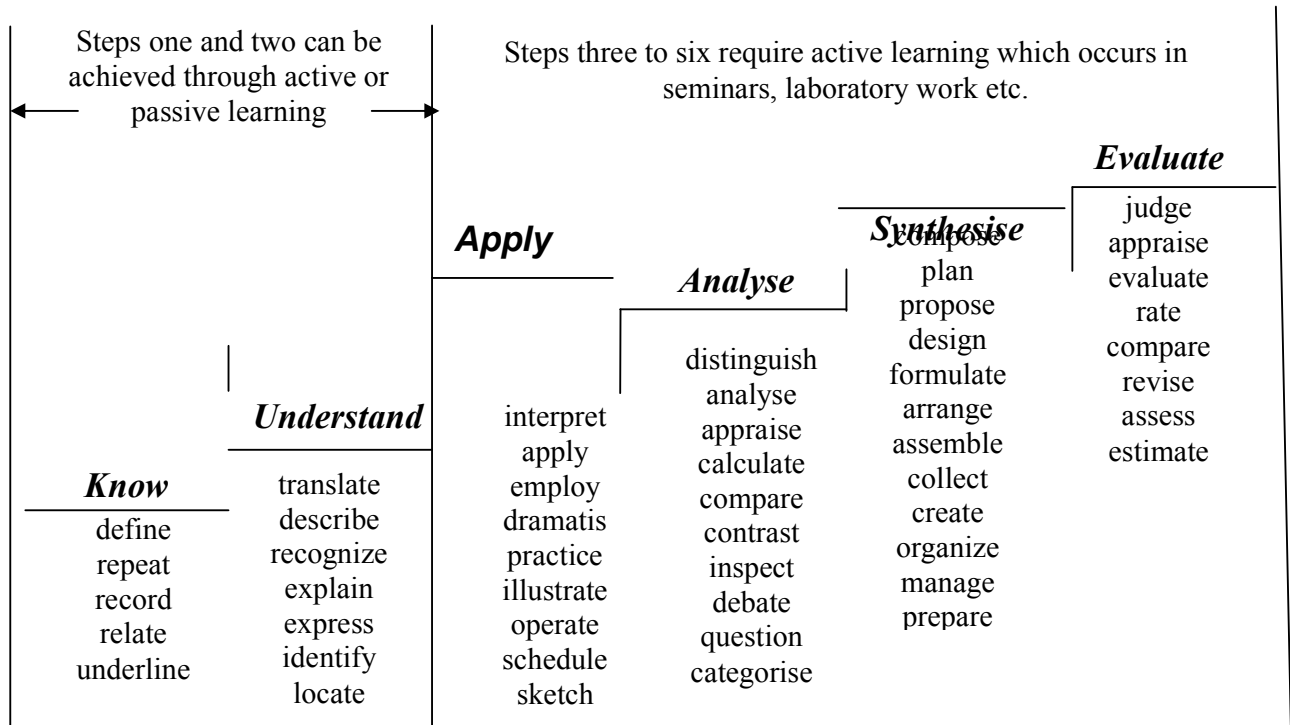 Steps one and two can be
achieved through active or
passive learning
Steps three to six require active learning which occurs in
seminars, laboratory work etc.
Know
define
repeat
record
relate
underline
Understand
translate
describe
recognize
explain
express
identify
locate
Apply
interpret
apply
employ
dramatis
practice
illustrate
operate
schedule
sketch
Analyse
distinguish
analyse
appraise
calculate
compare
contrast
inspect
debate
question
categorise
Synthesise
compose
plan
propose
design
formulate
arrange
assemble
collect
create
organize
manage
prepare
Evaluate
judge
appraise
evaluate
rate
compare
revise
assess
estimate